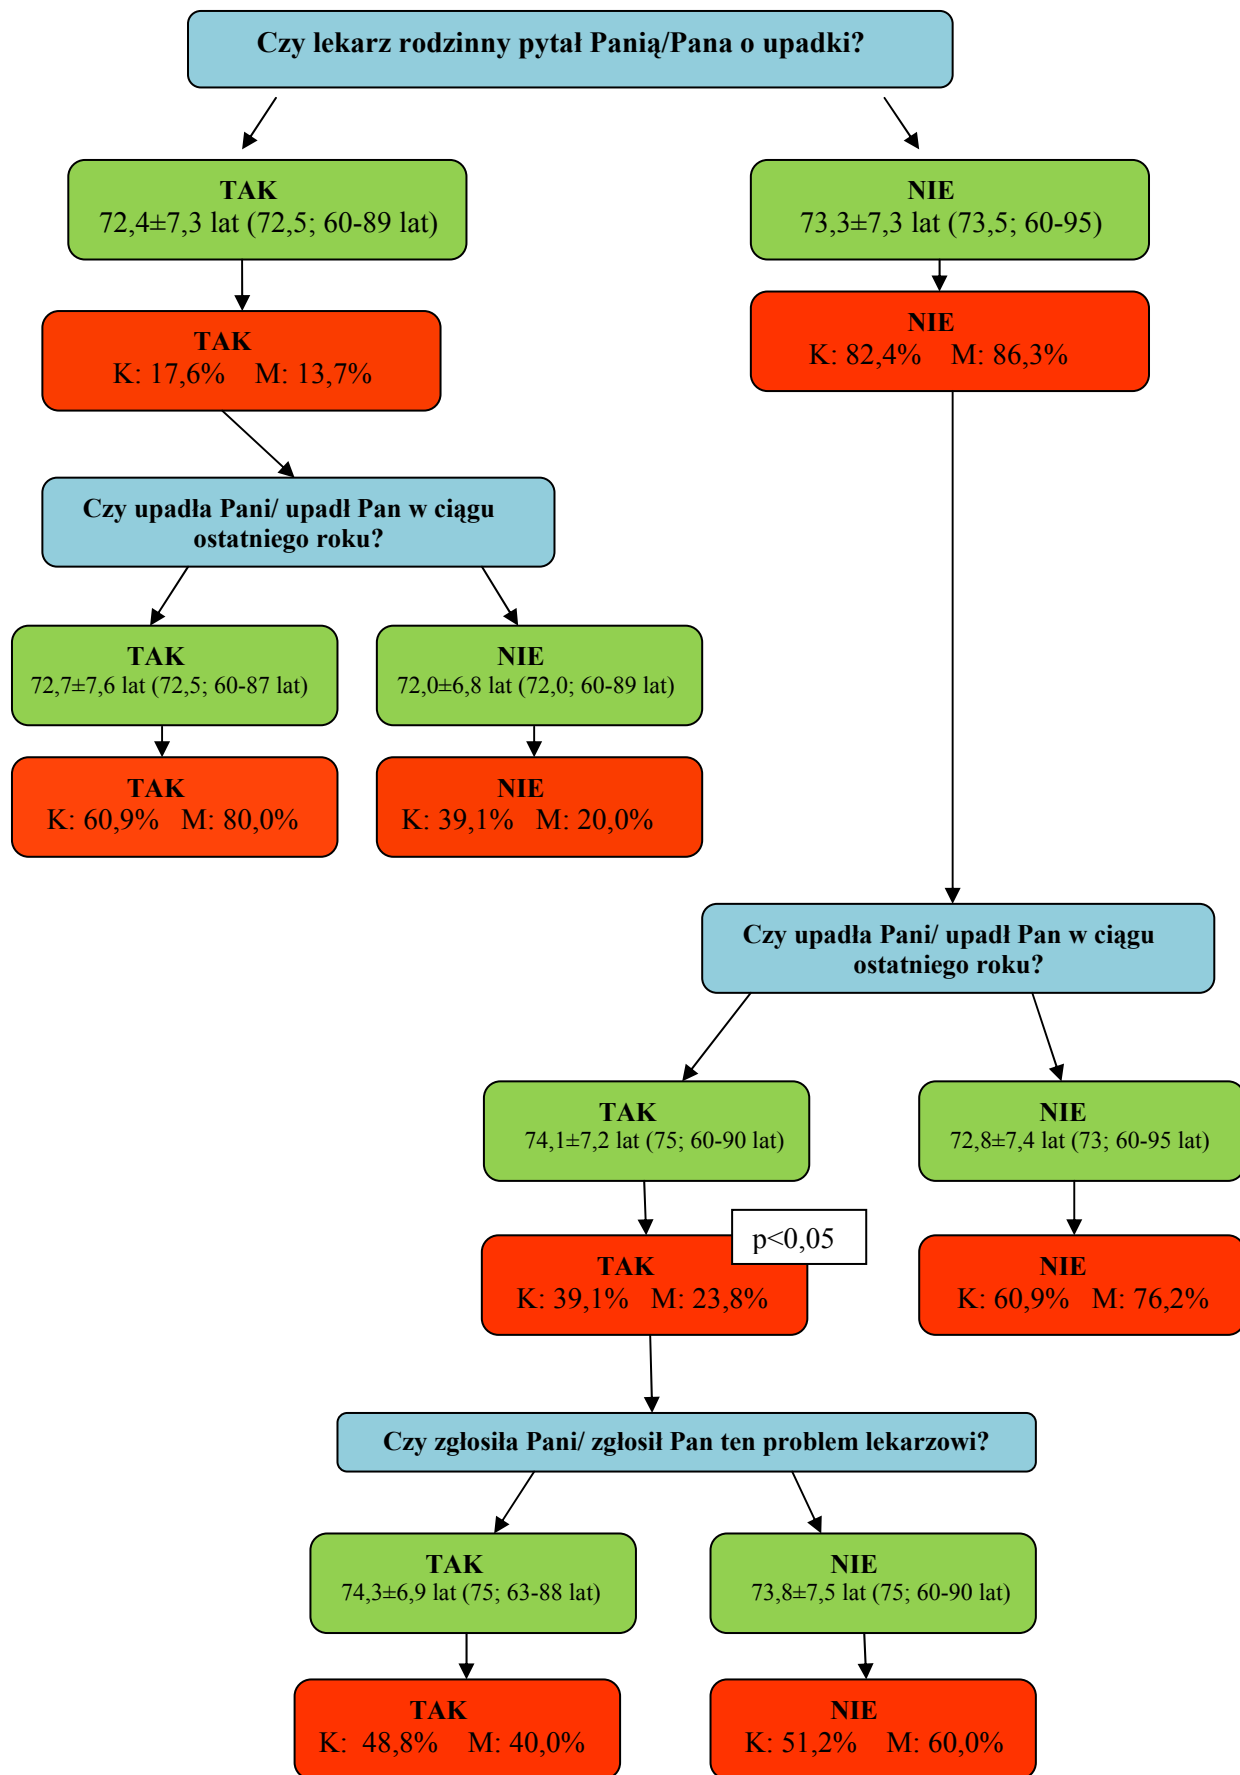 Czy lekarz rodzinny pytał Panią/Pana o upadki?
TAK
72,4±7,3 lat (72,5; 60-89 lat)
NIE
73,3±7,3 lat (73,5; 60-95)
TAK
K: 17,6% M: 13,7%
NIE
K: 82,4% M: 86,3%
Czy upadła Pani/ upadł Pan w ciągu
ostatniego roku?
TAK
72,7±7,6 lat (72,5; 60-87 lat)
NIE
72,0±6,8 lat (72,0; 60-89 lat)
TAK
K: 60,9% M: 80,0%
NIE
K: 39,1% M: 20,0%
Czy upadła Pani/ upadł Pan w ciągu
ostatniego roku?
TAK
74,1±7,2 lat (75; 60-90 lat)
NIE
72,8±7,4 lat (73; 60-95 lat)
p<0,05
TAK
K: 39,1% M: 23,8%
NIE
K: 60,9% M: 76,2%
Czy zgłosiła Pani/ zgłosił Pan ten problem lekarzowi?
TAK
74,3±6,9 lat (75; 63-88 lat)
NIE
73,8±7,5 lat (75; 60-90 lat)
TAK
K: 48,8% M: 40,0%
NIE
K: 51,2% M: 60,0%